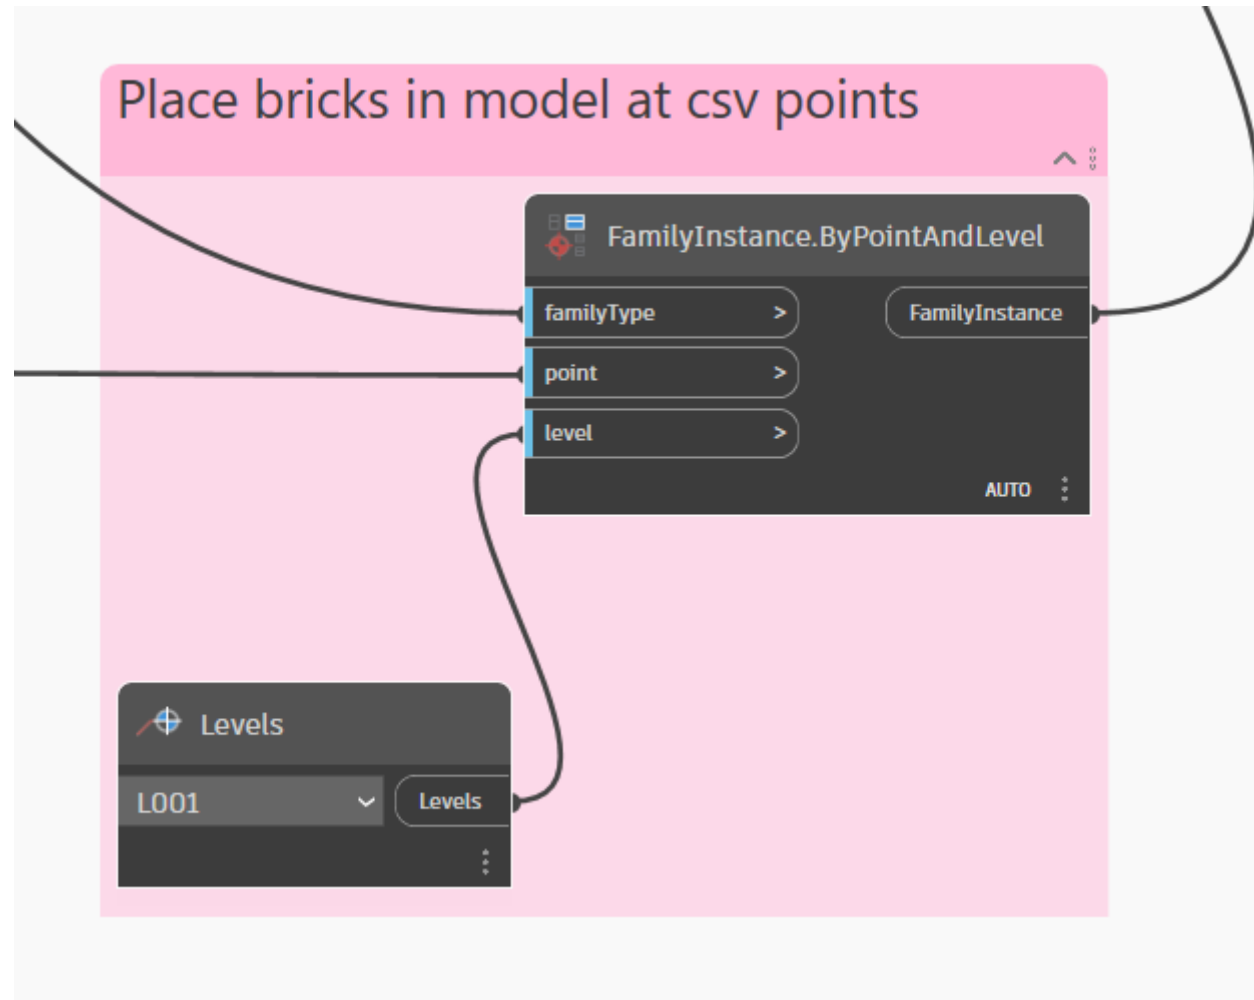 Place bricks in model at csv points
FamilyInstance.ByPointAndLevel
familyType >
FamilyInstance
point >
level >
AUTO
Levels
L001
Levels